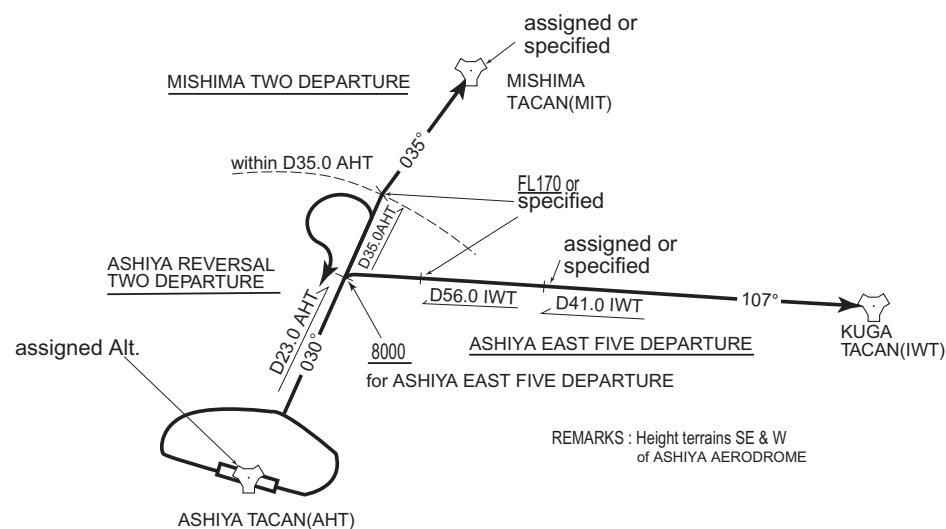 assigned or
specified
MISHIMA TWO DEPARTURE
MISHIMA
TACAN(MIT)
035°
within D35.0 AHT
FL170 or
specified
D35.0AHT
assigned or
specified
ASHIYA REVERSAL
TWO DEPARTURE
D56.0 IWT
D41.0 IWT
107°
D23.0 AHT
030°
KUGA
TACAN(IWT)
assigned Alt.
8000
ASHIYA EAST FIVE DEPARTURE
for ASHIYA EAST FIVE DEPARTURE
REMARKS : Height terrains SE & W
of ASHIYA AERODROME
ASHIYA TACAN(AHT)